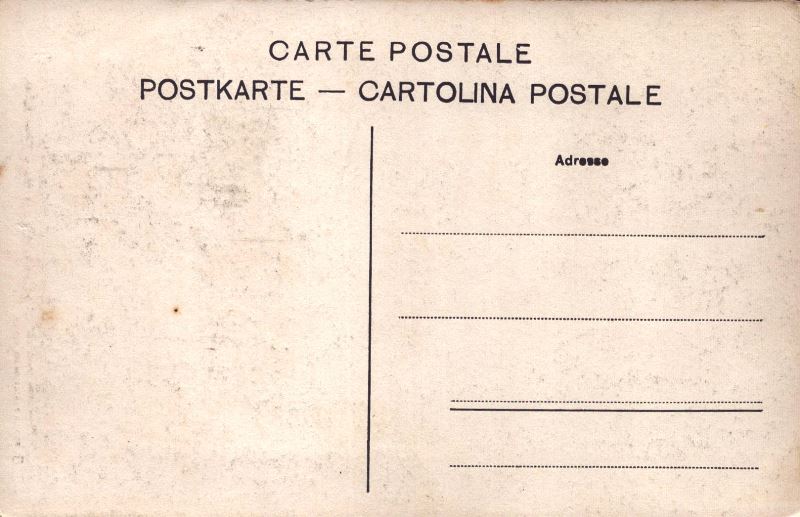 CARTE POSTALE
POSTKARTE — CARTOLINA POSTALE
Adresse